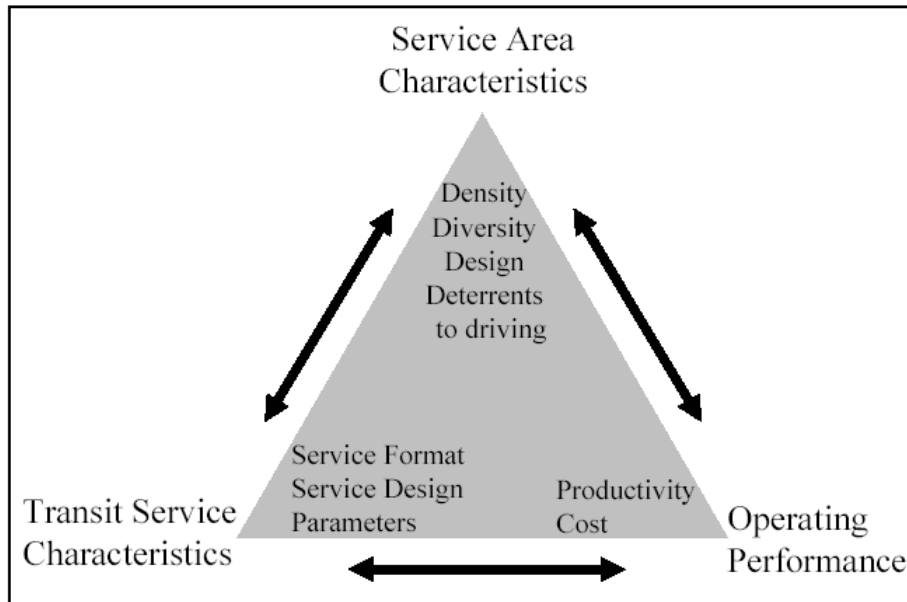 Service Area
Characteristics
Density
Diversity
Design
Deterrents
to driving
Service Format
Service Design
Parameters
Productivity
Cost
Transit Service
Characteristics
Operating
Performance